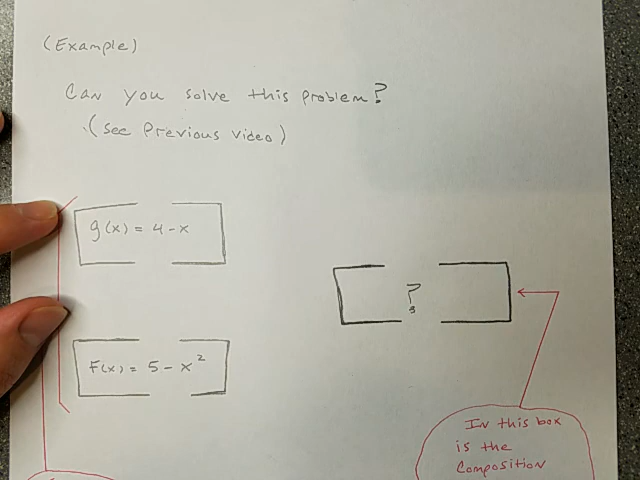 (Example)
Can you solve this problem?
(See Previous video)
g(x) = 4 - x
?
F(x) = 5 - x²
In this box
is the
Composition